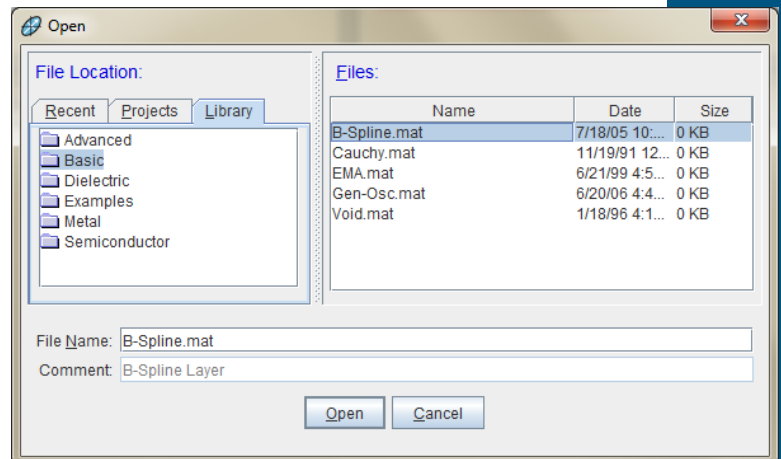 Open
File Location:
Recent Projects Library
Advanced
Basic
Dielectric
Examples
Metal
Semiconductor
Files:
Name Date Size
B-Spline.mat 7/18/05 10:... 0 KB
Cauchy.mat 11/19/91 12... 0 KB
EMA.mat 6/21/99 4:5... 0 KB
Gen-Osc.mat 6/20/06 4:4... 0 KB
Void.mat 1/18/96 4:1... 0 KB
File Name: B-Spline.mat
Comment: B-Spline Layer
Open Cancel